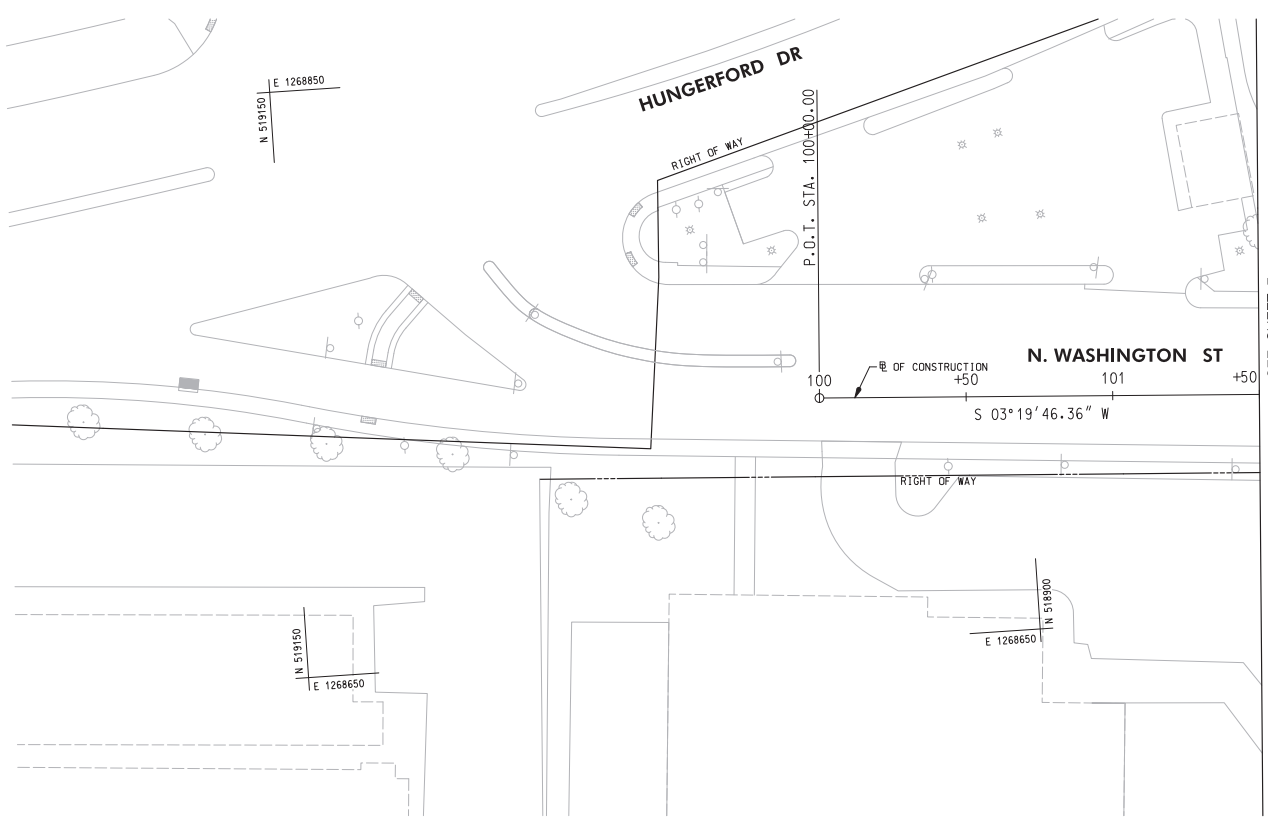 E 1268850
N 519150
HUNGERFORD DR
RIGHT OF WAY
P.O.T. STA. 100+00.00
N. WASHINGTON ST
℄ OF CONSTRUCTION
100
+50
101
+50
S 03°19'46.36" W
RIGHT OF WAY
N 518900
E 1268650
N 519150
E 1268650